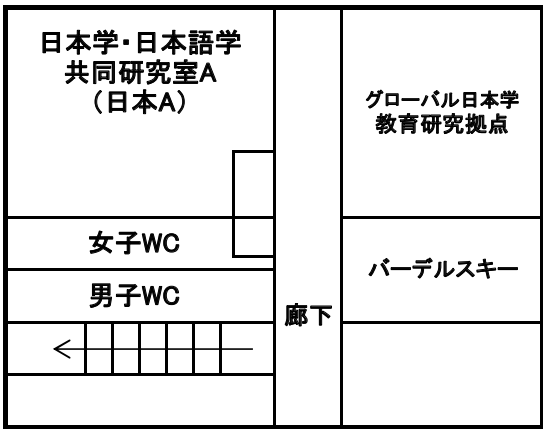 日本学・日本語学
共同研究室A
（日本A）
グローバル日本学
教育研究拠点
女子WC
バーデルスキー
男子WC
廊下